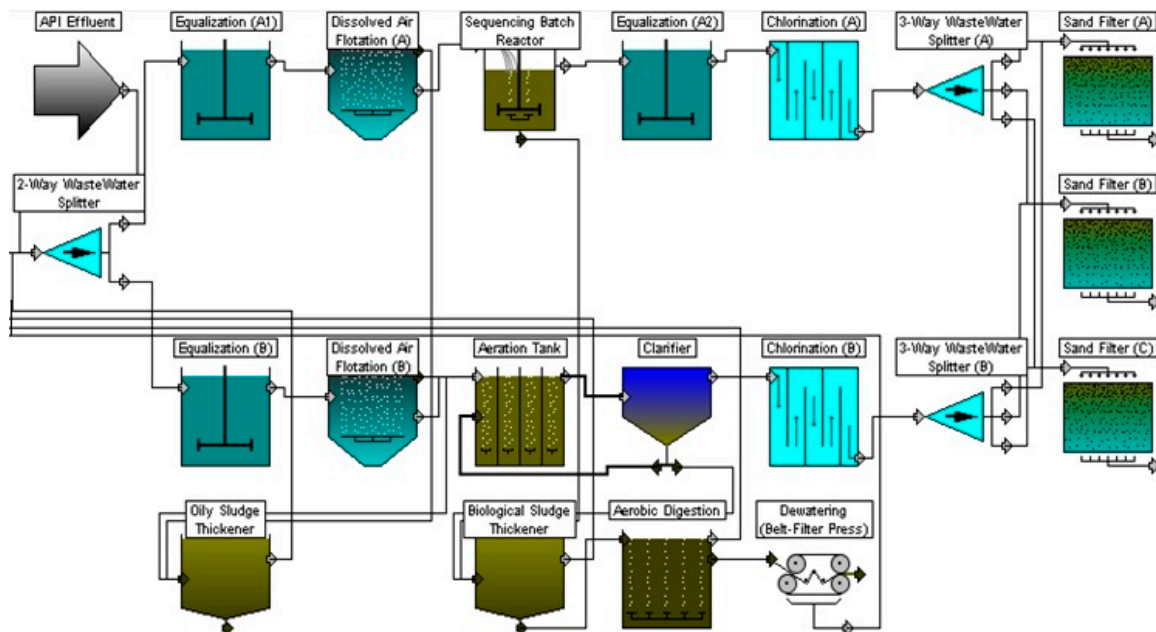 API Effluent
Equalization (A1)
Dissolved Air
Flotation (A)
Sequencing Batch
Reactor
Equalization (A2)
Chlorination (A)
3-Way WasteWater
Splitter (A)
Sand Filter (A)
2-Way WasteWater
Splitter
Sand Filter (B)
Equalization (B)
Dissolved Air
Flotation (B)
Aeration Tank
Clarifier
Chlorination (B)
3-Way WasteWater
Splitter (B)
Sand Filter (C)
Oily Sludge
Thickener
Biological Sludge
Thickener
Aerobic Digestion
Dewatering
(Belt-Filter Press)